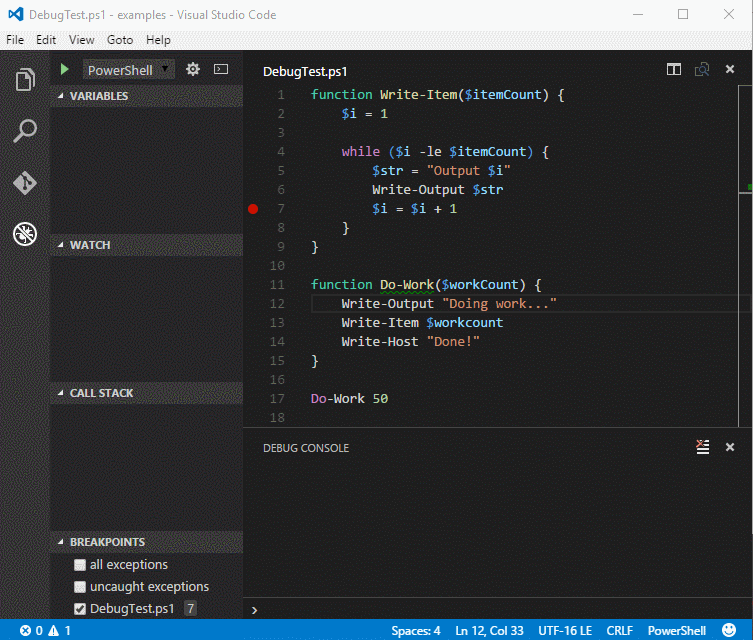 DebugTest.ps1 - examples - Visual Studio Code
File Edit View Goto Help
PowerShell
VARIABLES
WATCH
CALL STACK
BREAKPOINTS
all exceptions
uncaught exceptions
DebugTest.ps1 7
DebugTest.ps1
1 function Write-Item($itemCount) {
2 $i = 1
3
4 while ($i -le $itemCount) {
5 $str = "Output $i"
6 Write-Output $str
7 $i = $i + 1
8 }
9 }
10
11 function Do-Work($workCount) {
12 Write-Output "Doing work..."
13 Write-Item $workcount
14 Write-Host "Done!"
15 }
16
17 Do-Work 50
18
DEBUG CONSOLE
>
0 1 Spaces: 4 Ln 12, Col 33 UTF-16 LE CRLF PowerShell